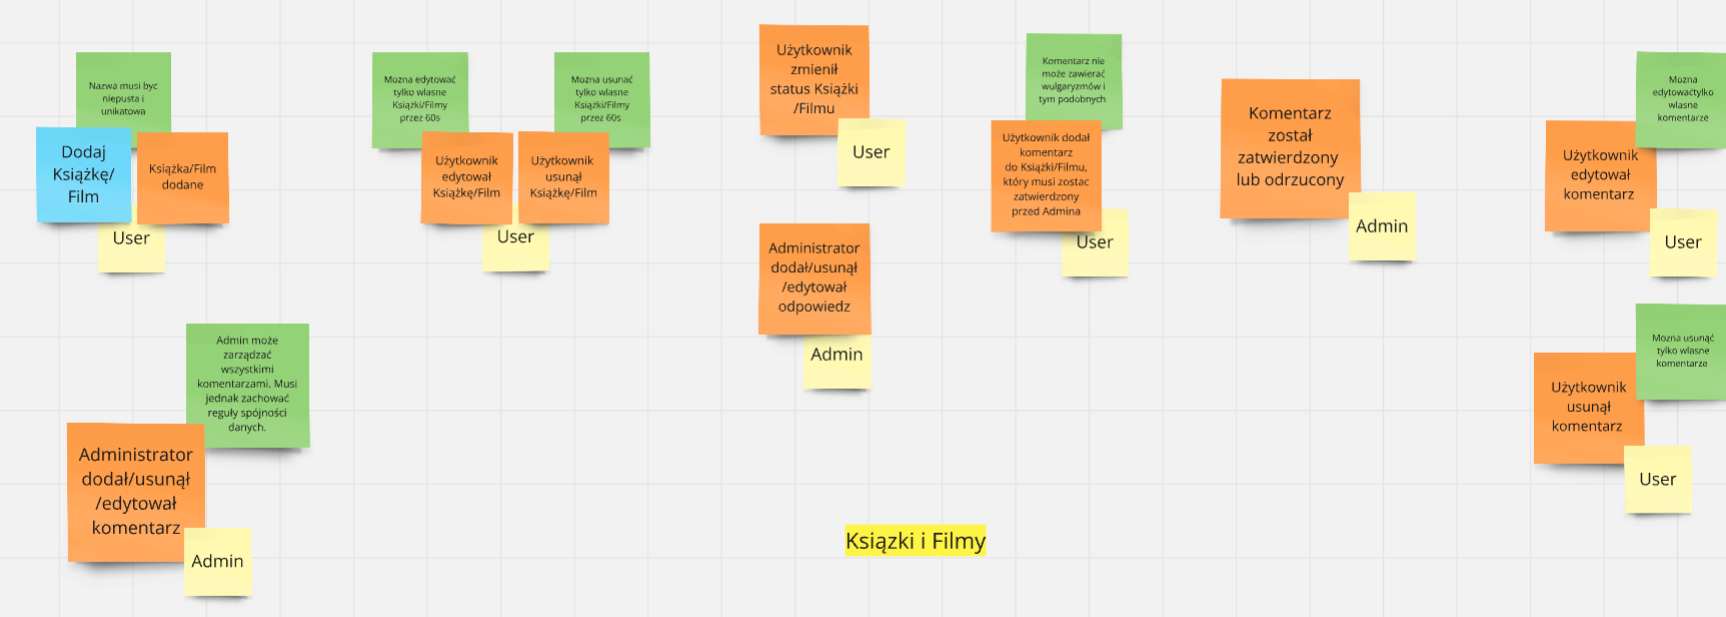 Nazwa musi być
niepusta i
unikatowa
Dodaj
Książkę/
Film
Książka/Film
dodane
User
Mozna edytować
tylko wlasne
Książki/Filmy
przez 60s
Mozna usunać
tylko wlasne
Książki/Filmy
przez 60s
Użytkownik
edytował
Książkę/Film
Użytkownik
usunął
Książkę/Film
User
Użytkownik
zmienił
status Książki
/Filmu
User
Administrator
dodał/usunął
/edytował
odpowiedz
Admin
Komentarz nie
może zawierać
wulgaryzmów i
tym podobnych
Użytkownik dodał
komentarz
do Książki/Filmu,
który musi zostac
zatwierdzony
przed Admina
User
Komentarz
został
zatwierdzony
lub odrzucony
Admin
Mozna
edytowaćtylko
wlasne
komentarze
Użytkownik
edytował
komentarz
User
Mozna usunąć
tylko wlasne
komentarze
Użytkownik
usunął
komentarz
User
Admin może
zarządzać
wszystkimi
komentarzami. Musi
jednak zachować
reguły spójności
danych.
Administrator
dodał/usunął
/edytował
komentarz
Admin
Ksiązki i Filmy